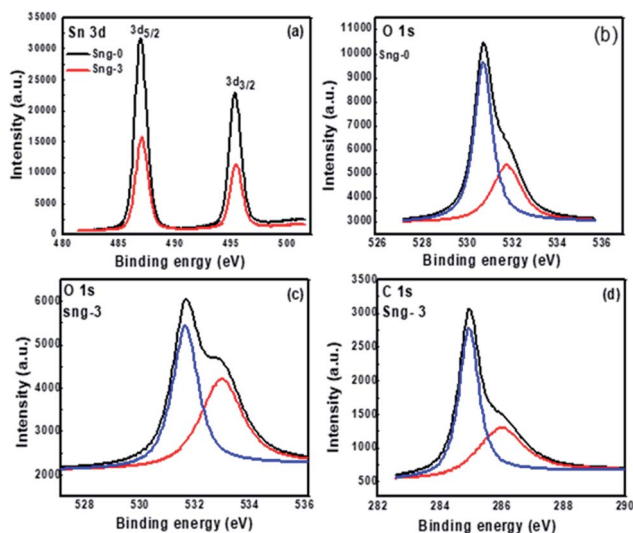 Sn 3d
3d5/2
(a)
Sng-0
Sng-3
3d3/2
35000
30000
25000
20000
15000
10000
5000
0
Intensity (a.u.)
480 485 490 495 500
Binding energy (eV)
O 1s
(b)
Sng-0
11000
10000
9000
8000
7000
6000
5000
4000
3000
Intensity (a.u.)
526 528 530 532 534 536
Binding energy (eV)
O 1s
(c)
sng-3
6000
5000
4000
3000
2000
Intensity (a.u.)
528 530 533 534 536
Binding energy (eV)
C 1s
(d)
Sng- 3
3500
3000
2500
2000
1500
1000
500
Intensity (a.u.)
282 284 286 288 290
Binding energy (eV)